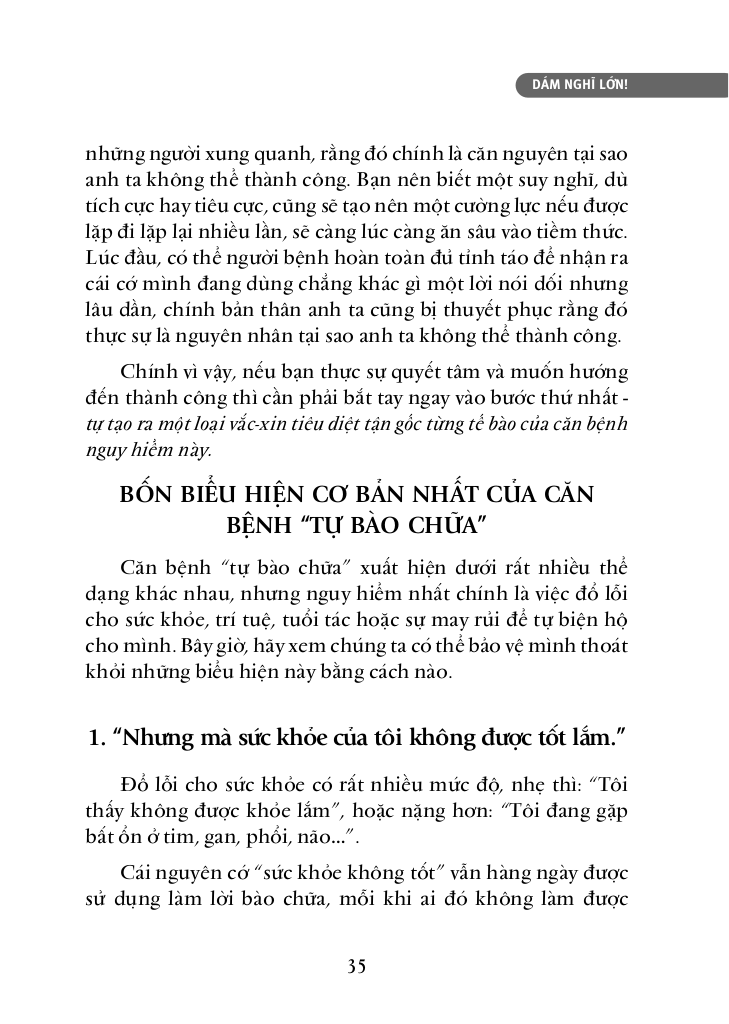 DÁM NGHĨ LỚN!
những người xung quanh, rằng đó chính là căn nguyên tại sao
anh ta không thể thành công. Bạn nên biết một suy nghĩ, dù
tích cực hay tiêu cực, cũng sẽ tạo nên một cường lực nếu được
lặp đi lặp lại nhiều lần, sẽ càng lúc càng ăn sâu vào tiềm thức.
Lúc đầu, có thể người bệnh hoàn toàn đủ tỉnh táo để nhận ra
cái cớ mình đang dùng chẳng khác gì một lời nói dối nhưng
lâu dần, chính bản thân anh ta cũng bị thuyết phục rằng đó
thực sự là nguyên nhân tại sao anh ta không thể thành công.
Chính vì vậy, nếu bạn thực sự quyết tâm và muốn hướng
đến thành công thì cần phải bắt tay ngay vào bước thứ nhất -
tự tạo ra một loại vắc-xin tiêu diệt tận gốc từng tế bào của căn bệnh
nguy hiểm này.
BỐN BIỂU HIỆN CƠ BẢN NHẤT CỦA CĂN
BỆNH “TỰ BÀO CHỮA”
Căn bệnh “tự bào chữa” xuất hiện dưới rất nhiều thể
dạng khác nhau, nhưng nguy hiểm nhất chính là việc đổ lỗi
cho sức khỏe, trí tuệ, tuổi tác hoặc sự may rủi để tự biện hộ
cho mình. Bây giờ, hãy xem chúng ta có thể bảo vệ mình thoát
khỏi những biểu hiện này bằng cách nào.
1. “Nhưng mà sức khỏe của tôi không được tốt lắm.”
Đổ lỗi cho sức khỏe có rất nhiều mức độ, nhẹ thì: “Tôi
thấy không được khỏe lắm”, hoặc nặng hơn: “Tôi đang gặp
bất ổn ở tim, gan, phổi, não...”.
Cái nguyên cớ “sức khỏe không tốt” vẫn hàng ngày được
sử dụng làm lời bào chữa, mỗi khi ai đó không làm được
35